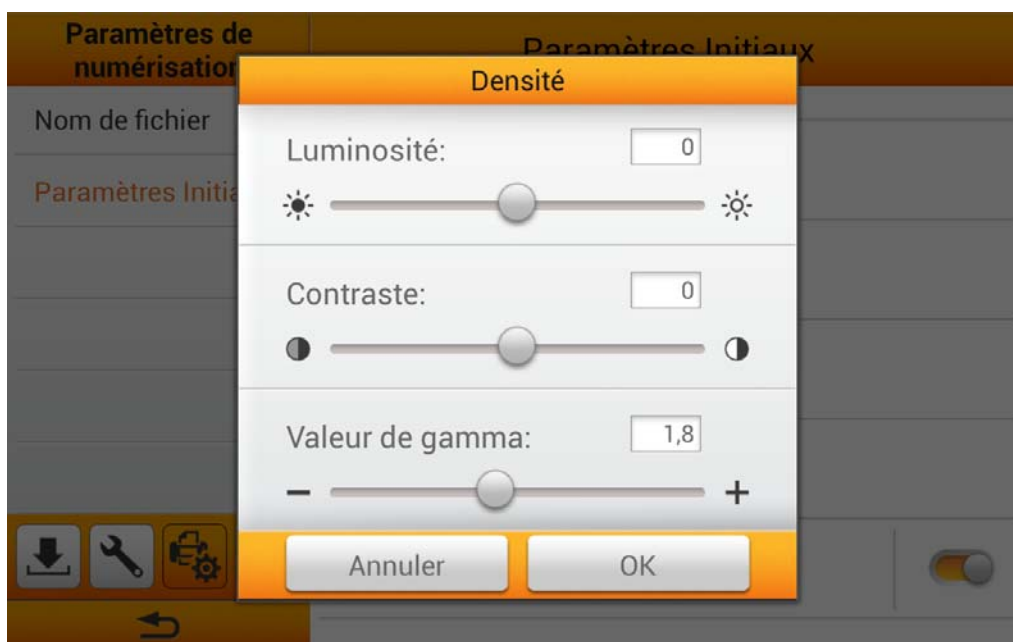 Paramètres de
numérisation
Paramètres Initiaux
Nom de fichier
Paramètres Initia
Densité
Luminosité:
0
Contraste:
0
Valeur de gamma:
1,8
Annuler
OK